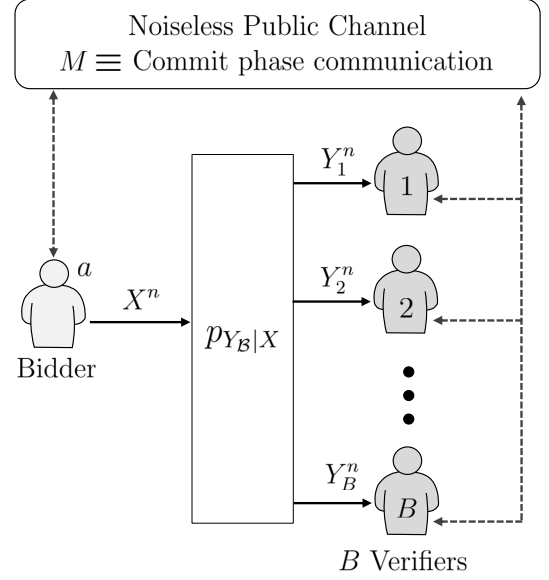 Noiseless Public Channel
M ≡ Commit phase communication
a
Bidder
X^n
p_{Y_ℬ|X}
Y_1^n
1
Y_2^n
2
Y_B^n
B
B Verifiers